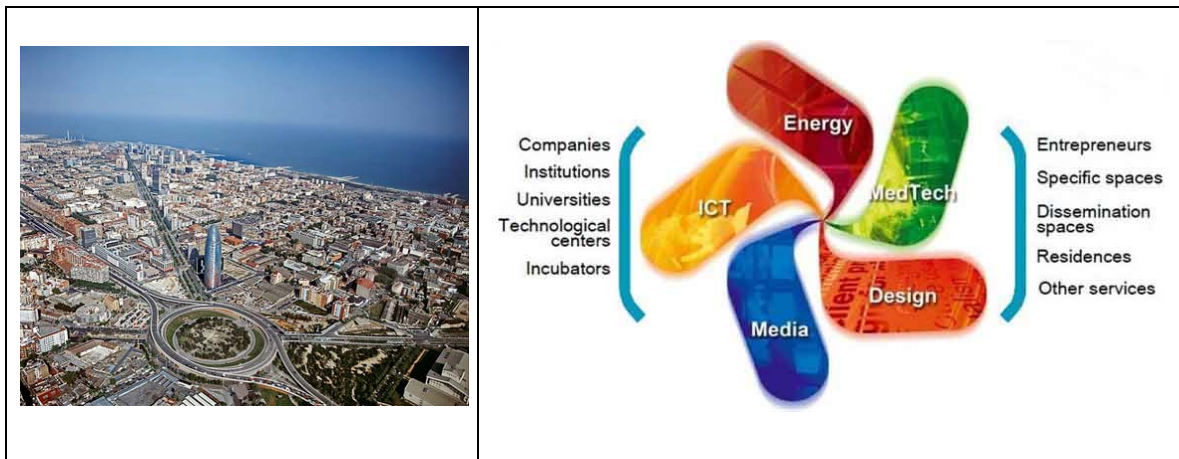 Companies
Institutions
Universities
Technological
centers
Incubators
Energy
MedTech
ICT
Design
Media
Entrepreneurs
Specific spaces
Dissemination
spaces
Residences
Other services